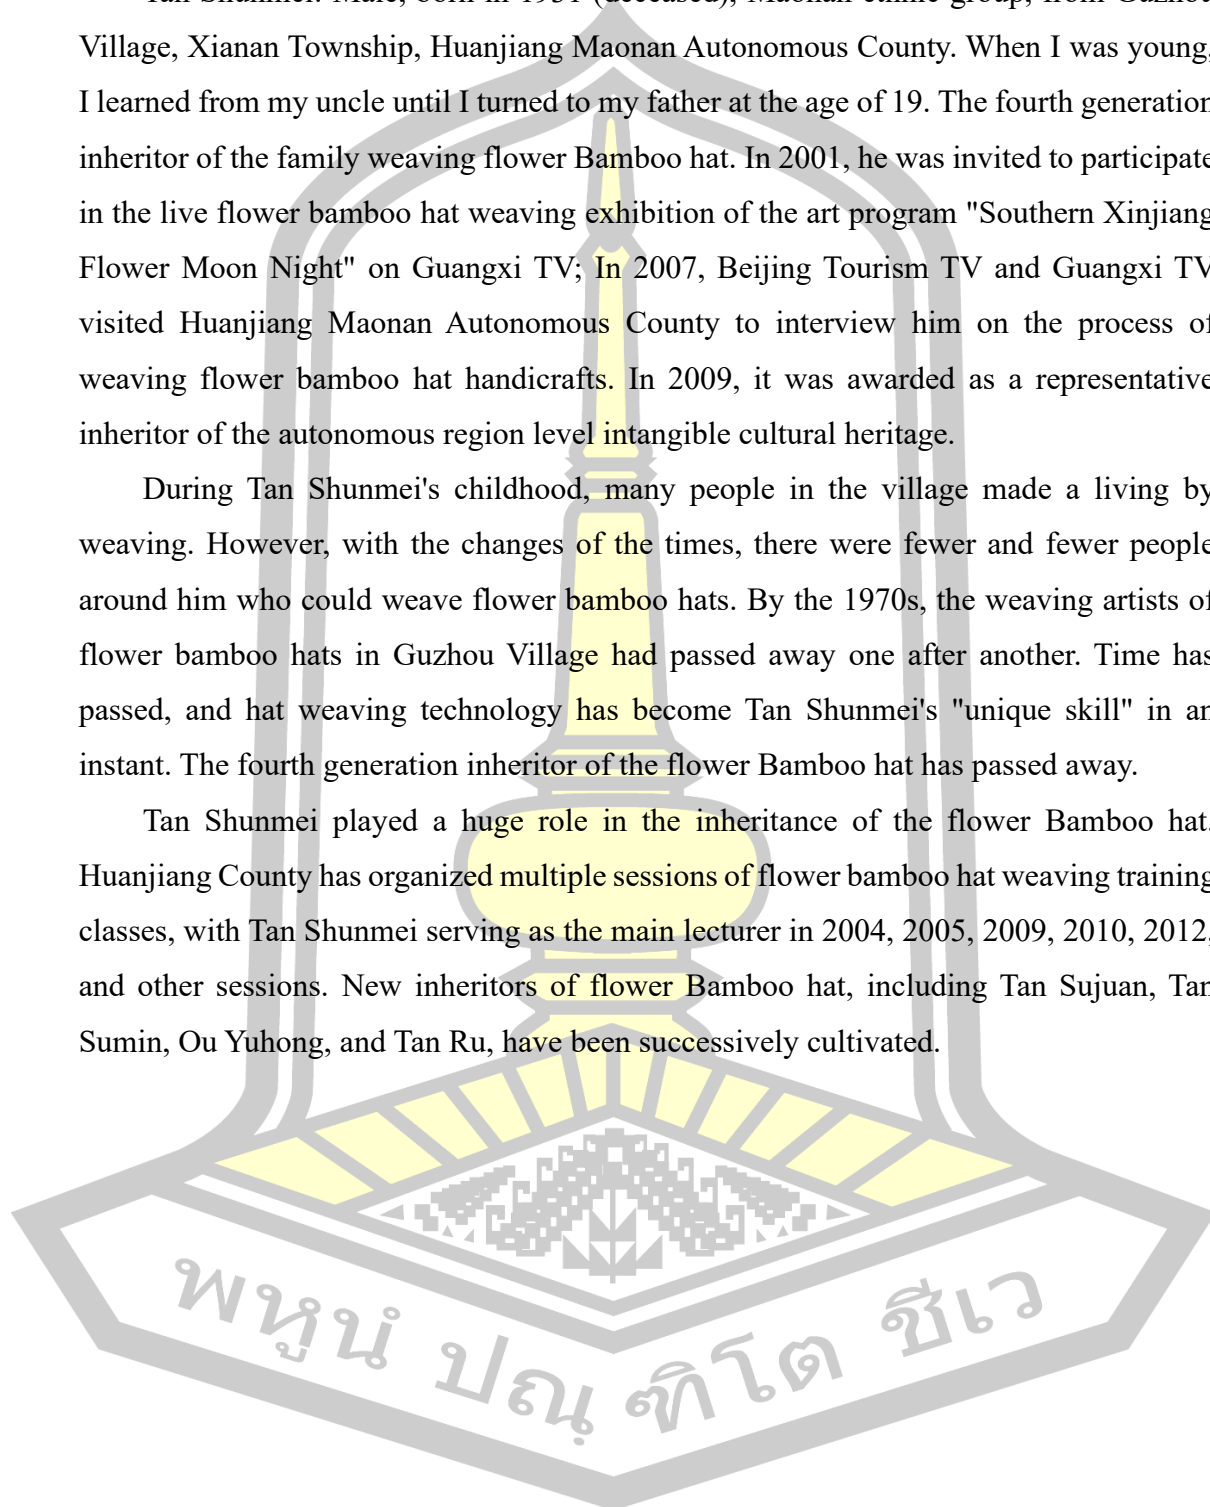 Tan Shunmei: Male, born in 1931 (deceased), Maonan ethnic group, from Guzhou
Village, Xianan Township, Huanjiang Maonan Autonomous County. When I was young,
I learned from my uncle until I turned to my father at the age of 19. The fourth generation
inheritor of the family weaving flower Bamboo hat. In 2001, he was invited to participate
in the live flower bamboo hat weaving exhibition of the art program "Southern Xinjiang
Flower Moon Night" on Guangxi TV; In 2007, Beijing Tourism TV and Guangxi TV
visited Huanjiang Maonan Autonomous County to interview him on the process of
weaving flower bamboo hat handicrafts. In 2009, it was awarded as a representative
inheritor of the autonomous region level intangible cultural heritage.
During Tan Shunmei's childhood, many people in the village made a living by
weaving. However, with the changes of the times, there were fewer and fewer people
around him who could weave flower bamboo hats. By the 1970s, the weaving artists of
flower bamboo hats in Guzhou Village had passed away one after another. Time has
passed, and hat weaving technology has become Tan Shunmei's "unique skill" in an
instant. The fourth generation inheritor of the flower Bamboo hat has passed away.
Tan Shunmei played a huge role in the inheritance of the flower Bamboo hat.
Huanjiang County has organized multiple sessions of flower bamboo hat weaving training
classes, with Tan Shunmei serving as the main lecturer in 2004, 2005, 2009, 2010, 2012,
and other sessions. New inheritors of flower Bamboo hat, including Tan Sujuan, Tan
Sumin, Ou Yuhong, and Tan Ru, have been successively cultivated.
พหูนํ ปณฺฑิโต ชีเว